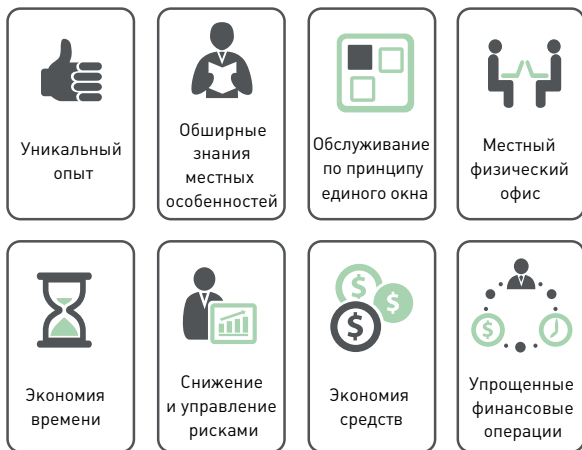 Уникальный
опыт
Обширные
знания
местных
особенностей
Обслуживание
по принципу
единого окна
Местный
физический
офис
$
$
$
$
Экономия
времени
Снижение
и управление
рисками
Экономия
средств
Упрощенные
финансовые
операции